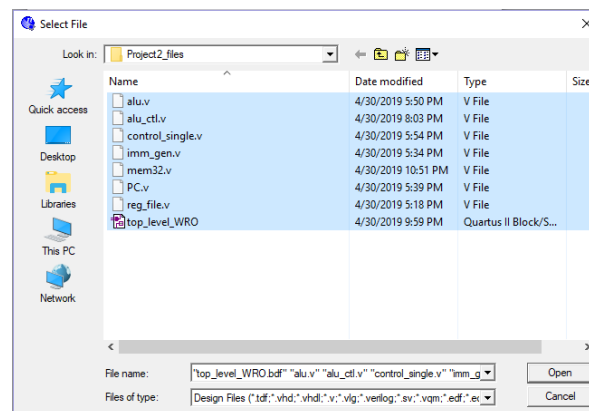 Select File
Look in: Project2_files
Name Date modified Type Size
alu.v 4/30/2019 5:50 PM V File
alu_ctl.v 4/30/2019 8:03 PM V File
control_single.v 4/30/2019 5:54 PM V File
imm_gen.v 4/30/2019 5:34 PM V File
mem32.v 4/30/2019 10:51 PM V File
PC.v 4/30/2019 5:39 PM V File
reg_file.v 4/30/2019 5:18 PM V File
top_level_WRO 4/30/2019 9:59 PM Quartus II Block/S...
Quick access
Desktop
Libraries
This PC
Network
File name: "top_level_WRO.bdf" "alu.v" "alu_ctl.v" "control_single.v" "imm_g Open
Files of type: Design Files (*.tdf;*.vhd;*.vhdl;*.v;*.vlg;*.verilog;*.sv;*.vqm;*.edf;*.e Cancel